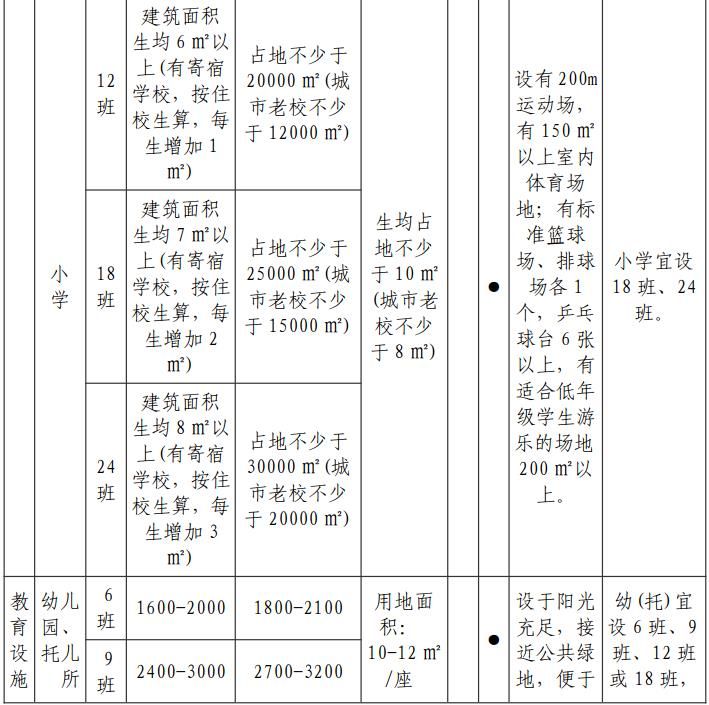 小
学
12
班
建筑面积
生均 6 ㎡以
上(有寄宿
学校，按住
校生算，每
生增加 1
㎡)
占地不少于
20000 ㎡(城
市老校不少
于 12000 ㎡)
18
班
建筑面积
生均 7 ㎡以
上(有寄宿
学校，按住
校生算，每
生增加 2
㎡)
占地不少于
25000 ㎡(城
市老校不少
于 15000 ㎡)
24
班
建筑面积
生均 8 ㎡以
上(有寄宿
学校，按住
校生算，每
生增加 3
㎡)
占地不少于
30000 ㎡(城
市老校不少
于 20000 ㎡)
生均占
地不少
于 10 ㎡
(城市老
校不少
于 8 ㎡)
●
设有 200m
运动场，
有 150 ㎡
以上室内
体育场
地；有标
准篮球
场、排球
场各 1
个，乒乓
球台 6 张
以上，有
适合低年
级学生游
乐的场地
200 ㎡以
上。
小学宜设
18 班、24
班。
教
育
设
施
幼儿
园、
托儿
所
6
班
1600-2000
1800-2100
9
班
2400-3000
2700-3200
用地面
积：
10-12 ㎡
/座
●
设于阳光
充足，接
近公共绿
地，便于
幼(托)宜
设 6 班、9
班、12 班
或 18 班，